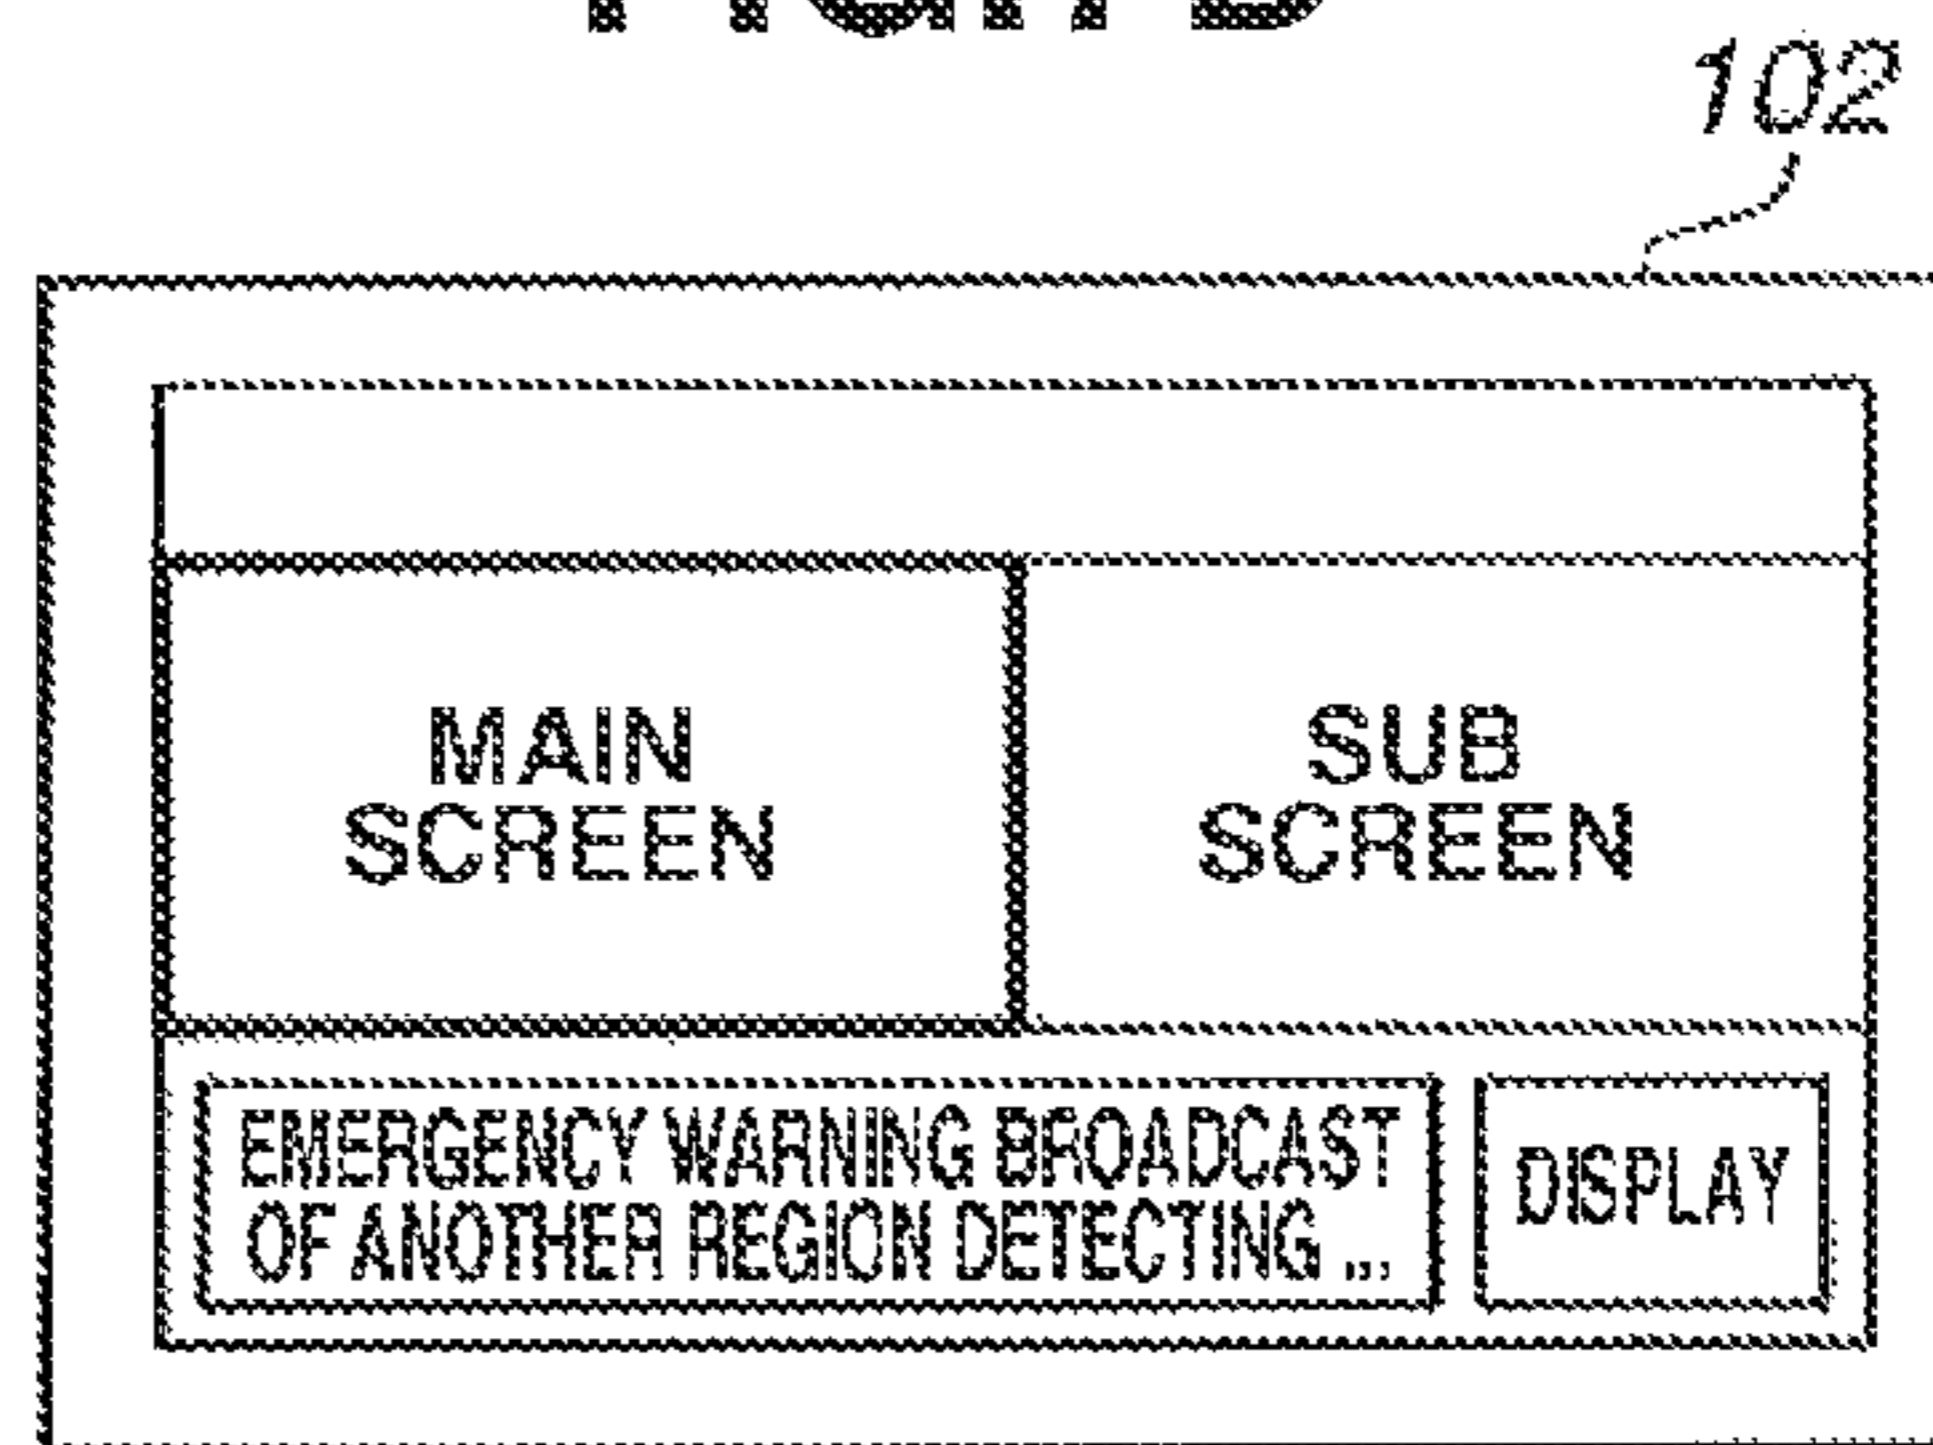 102
MAIN
SCREEN
SUB
SCREEN
EMERGENCY WARNING BROADCAST
OF ANOTHER REGION DETECTING ...
DISPLAY